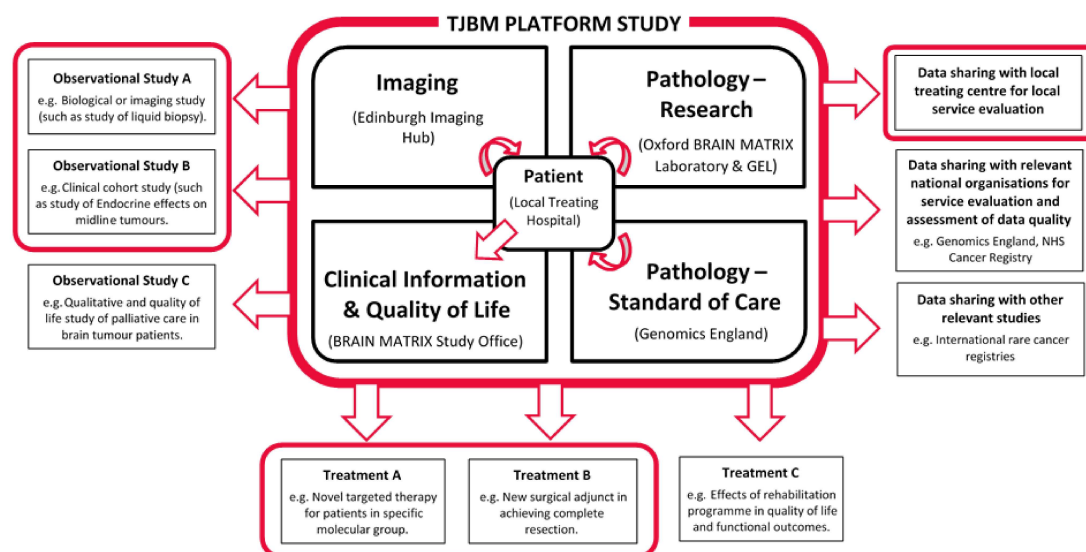 TJBM PLATFORM STUDY
Observational Study A
e.g. Biological or imaging study
(such as study of liquid biopsy).
Observational Study B
e.g. Clinical cohort study (such
as study of Endocrine effects on
midline tumours.
Observational Study C
e.g. Qualitative and quality of
life study of palliative care in
brain tumour patients.
Imaging
(Edinburgh Imaging
Hub)
Pathology –
Research
(Oxford BRAIN MATRIX
Laboratory & GEL)
Patient
(Local Treating
Hospital)
Clinical Information
& Quality of Life
(BRAIN MATRIX Study Office)
Pathology –
Standard of Care
(Genomics England)
Data sharing with local
treating centre for local
service evaluation
Data sharing with relevant
national organisations for
service evaluation and
assessment of data quality
e.g. Genomics England, NHS
Cancer Registry
Data sharing with other
relevant studies
e.g. International rare cancer
registries
Treatment A
e.g. Novel targeted therapy
for patients in specific
molecular group.
Treatment B
e.g. New surgical adjunct in
achieving complete
resection.
Treatment C
e.g. Effects of rehabilitation
programme in quality of life
and functional outcomes.